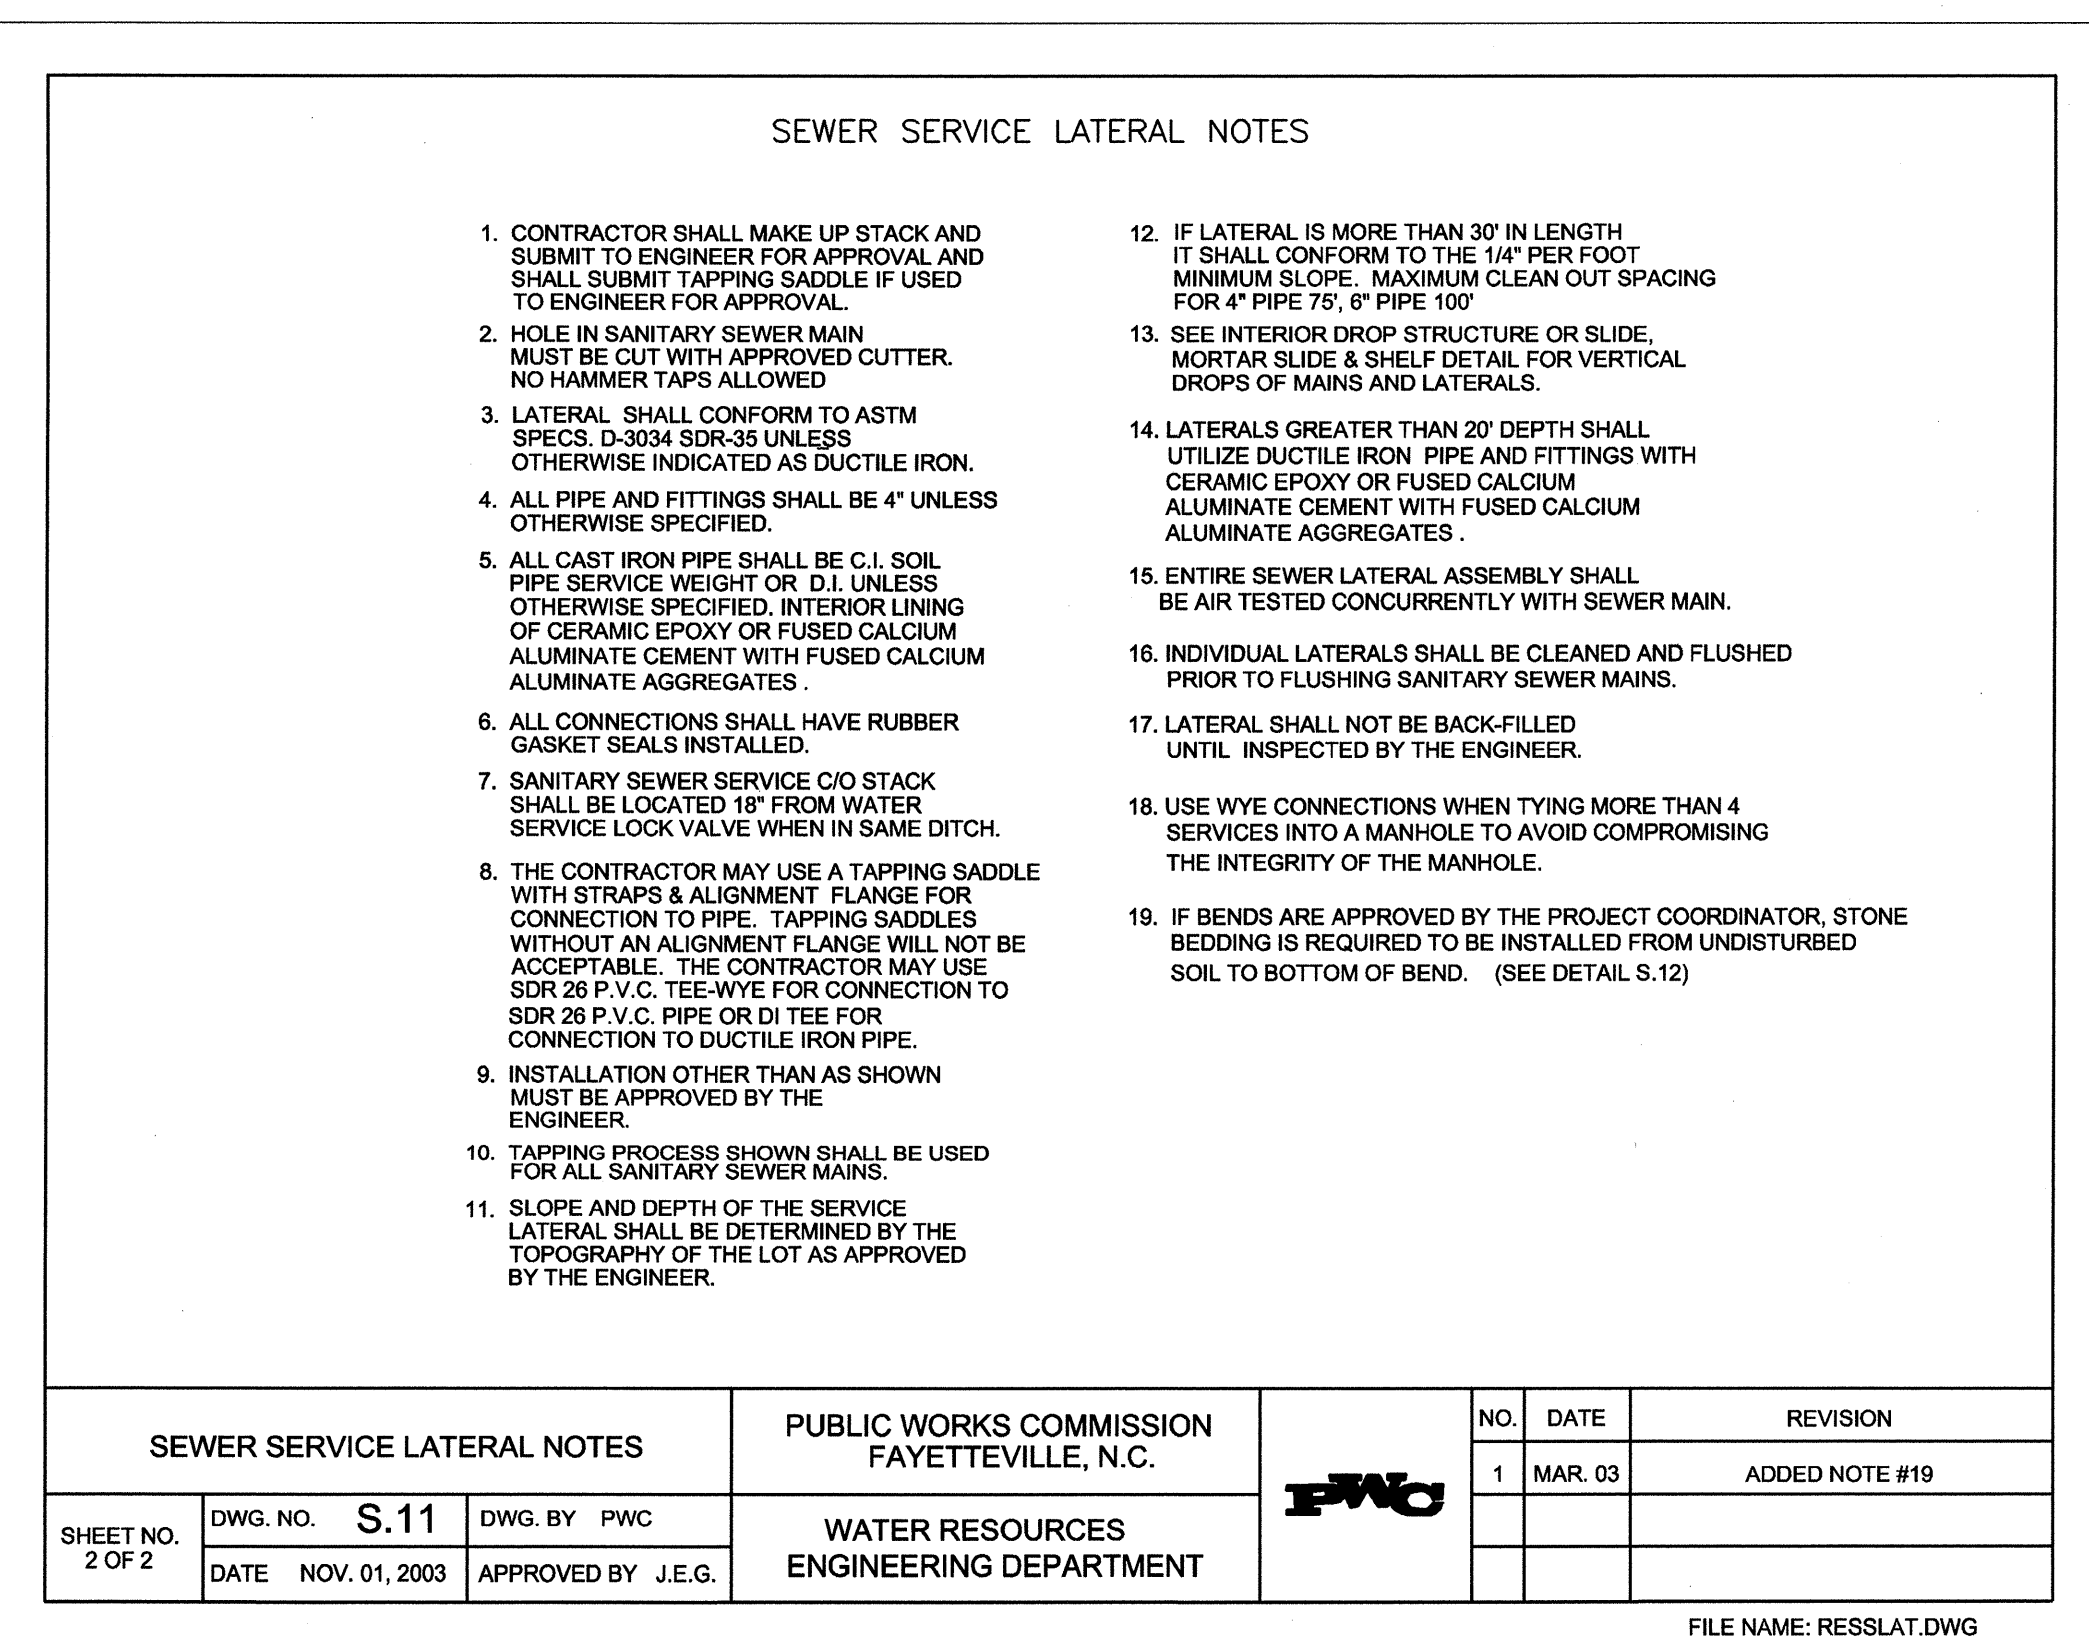 SEWER SERVICE LATERAL NOTES
1. CONTRACTOR SHALL MAKE UP STACK AND
SUBMIT TO ENGINEER FOR APPROVAL AND
SHALL SUBMIT TAPPING SADDLE IF USED
TO ENGINEER FOR APPROVAL.
2. HOLE IN SANITARY SEWER MAIN
MUST BE CUT WITH APPROVED CUTTER.
NO HAMMER TAPS ALLOWED
3. LATERAL SHALL CONFORM TO ASTM
SPECS. D-3034 SDR-35 UNLESS
OTHERWISE INDICATED AS DUCTILE IRON.
4. ALL PIPE AND FITTINGS SHALL BE 4" UNLESS
OTHERWISE SPECIFIED.
5. ALL CAST IRON PIPE SHALL BE C.I. SOIL
PIPE SERVICE WEIGHT OR D.I. UNLESS
OTHERWISE SPECIFIED. INTERIOR LINING
OF CERAMIC EPOXY OR FUSED CALCIUM
ALUMINATE CEMENT WITH FUSED CALCIUM
ALUMINATE AGGREGATES .
6. ALL CONNECTIONS SHALL HAVE RUBBER
GASKET SEALS INSTALLED.
7. SANITARY SEWER SERVICE C/O STACK
SHALL BE LOCATED 18" FROM WATER
SERVICE LOCK VALVE WHEN IN SAME DITCH.
8. THE CONTRACTOR MAY USE A TAPPING SADDLE
WITH STRAPS & ALIGNMENT FLANGE FOR
CONNECTION TO PIPE. TAPPING SADDLES
WITHOUT AN ALIGNMENT FLANGE WILL NOT BE
ACCEPTABLE. THE CONTRACTOR MAY USE
SDR 26 P.V.C. TEE-WYE FOR CONNECTION TO
SDR 26 P.V.C. PIPE OR DI TEE FOR
CONNECTION TO DUCTILE IRON PIPE.
9. INSTALLATION OTHER THAN AS SHOWN
MUST BE APPROVED BY THE
ENGINEER.
10. TAPPING PROCESS SHOWN SHALL BE USED
FOR ALL SANITARY SEWER MAINS.
11. SLOPE AND DEPTH OF THE SERVICE
LATERAL SHALL BE DETERMINED BY THE
TOPOGRAPHY OF THE LOT AS APPROVED
BY THE ENGINEER.
12. IF LATERAL IS MORE THAN 30' IN LENGTH
IT SHALL CONFORM TO THE 1/4" PER FOOT
MINIMUM SLOPE. MAXIMUM CLEAN OUT SPACING
FOR 4" PIPE 75', 6" PIPE 100'
13. SEE INTERIOR DROP STRUCTURE OR SLIDE,
MORTAR SLIDE & SHELF DETAIL FOR VERTICAL
DROPS OF MAINS AND LATERALS.
14. LATERALS GREATER THAN 20' DEPTH SHALL
UTILIZE DUCTILE IRON PIPE AND FITTINGS WITH
CERAMIC EPOXY OR FUSED CALCIUM
ALUMINATE CEMENT WITH FUSED CALCIUM
ALUMINATE AGGREGATES .
15. ENTIRE SEWER LATERAL ASSEMBLY SHALL
BE AIR TESTED CONCURRENTLY WITH SEWER MAIN.
16. INDIVIDUAL LATERALS SHALL BE CLEANED AND FLUSHED
PRIOR TO FLUSHING SANITARY SEWER MAINS.
17. LATERAL SHALL NOT BE BACK-FILLED
UNTIL INSPECTED BY THE ENGINEER.
18. USE WYE CONNECTIONS WHEN TYING MORE THAN 4
SERVICES INTO A MANHOLE TO AVOID COMPROMISING
THE INTEGRITY OF THE MANHOLE.
19. IF BENDS ARE APPROVED BY THE PROJECT COORDINATOR, STONE
BEDDING IS REQUIRED TO BE INSTALLED FROM UNDISTURBED
SOIL TO BOTTOM OF BEND. (SEE DETAIL S.12)
SEWER SERVICE LATERAL NOTES
SHEET NO.
2 OF 2
DWG. NO. S.11
DWG. BY PWC
DATE NOV. 01, 2003
APPROVED BY J.E.G.
PUBLIC WORKS COMMISSION
FAYETTEVILLE, N.C.
WATER RESOURCES
ENGINEERING DEPARTMENT
PWC
NO. DATE REVISION
1 MAR. 03 ADDED NOTE #19
FILE NAME: RESSLAT.DWG